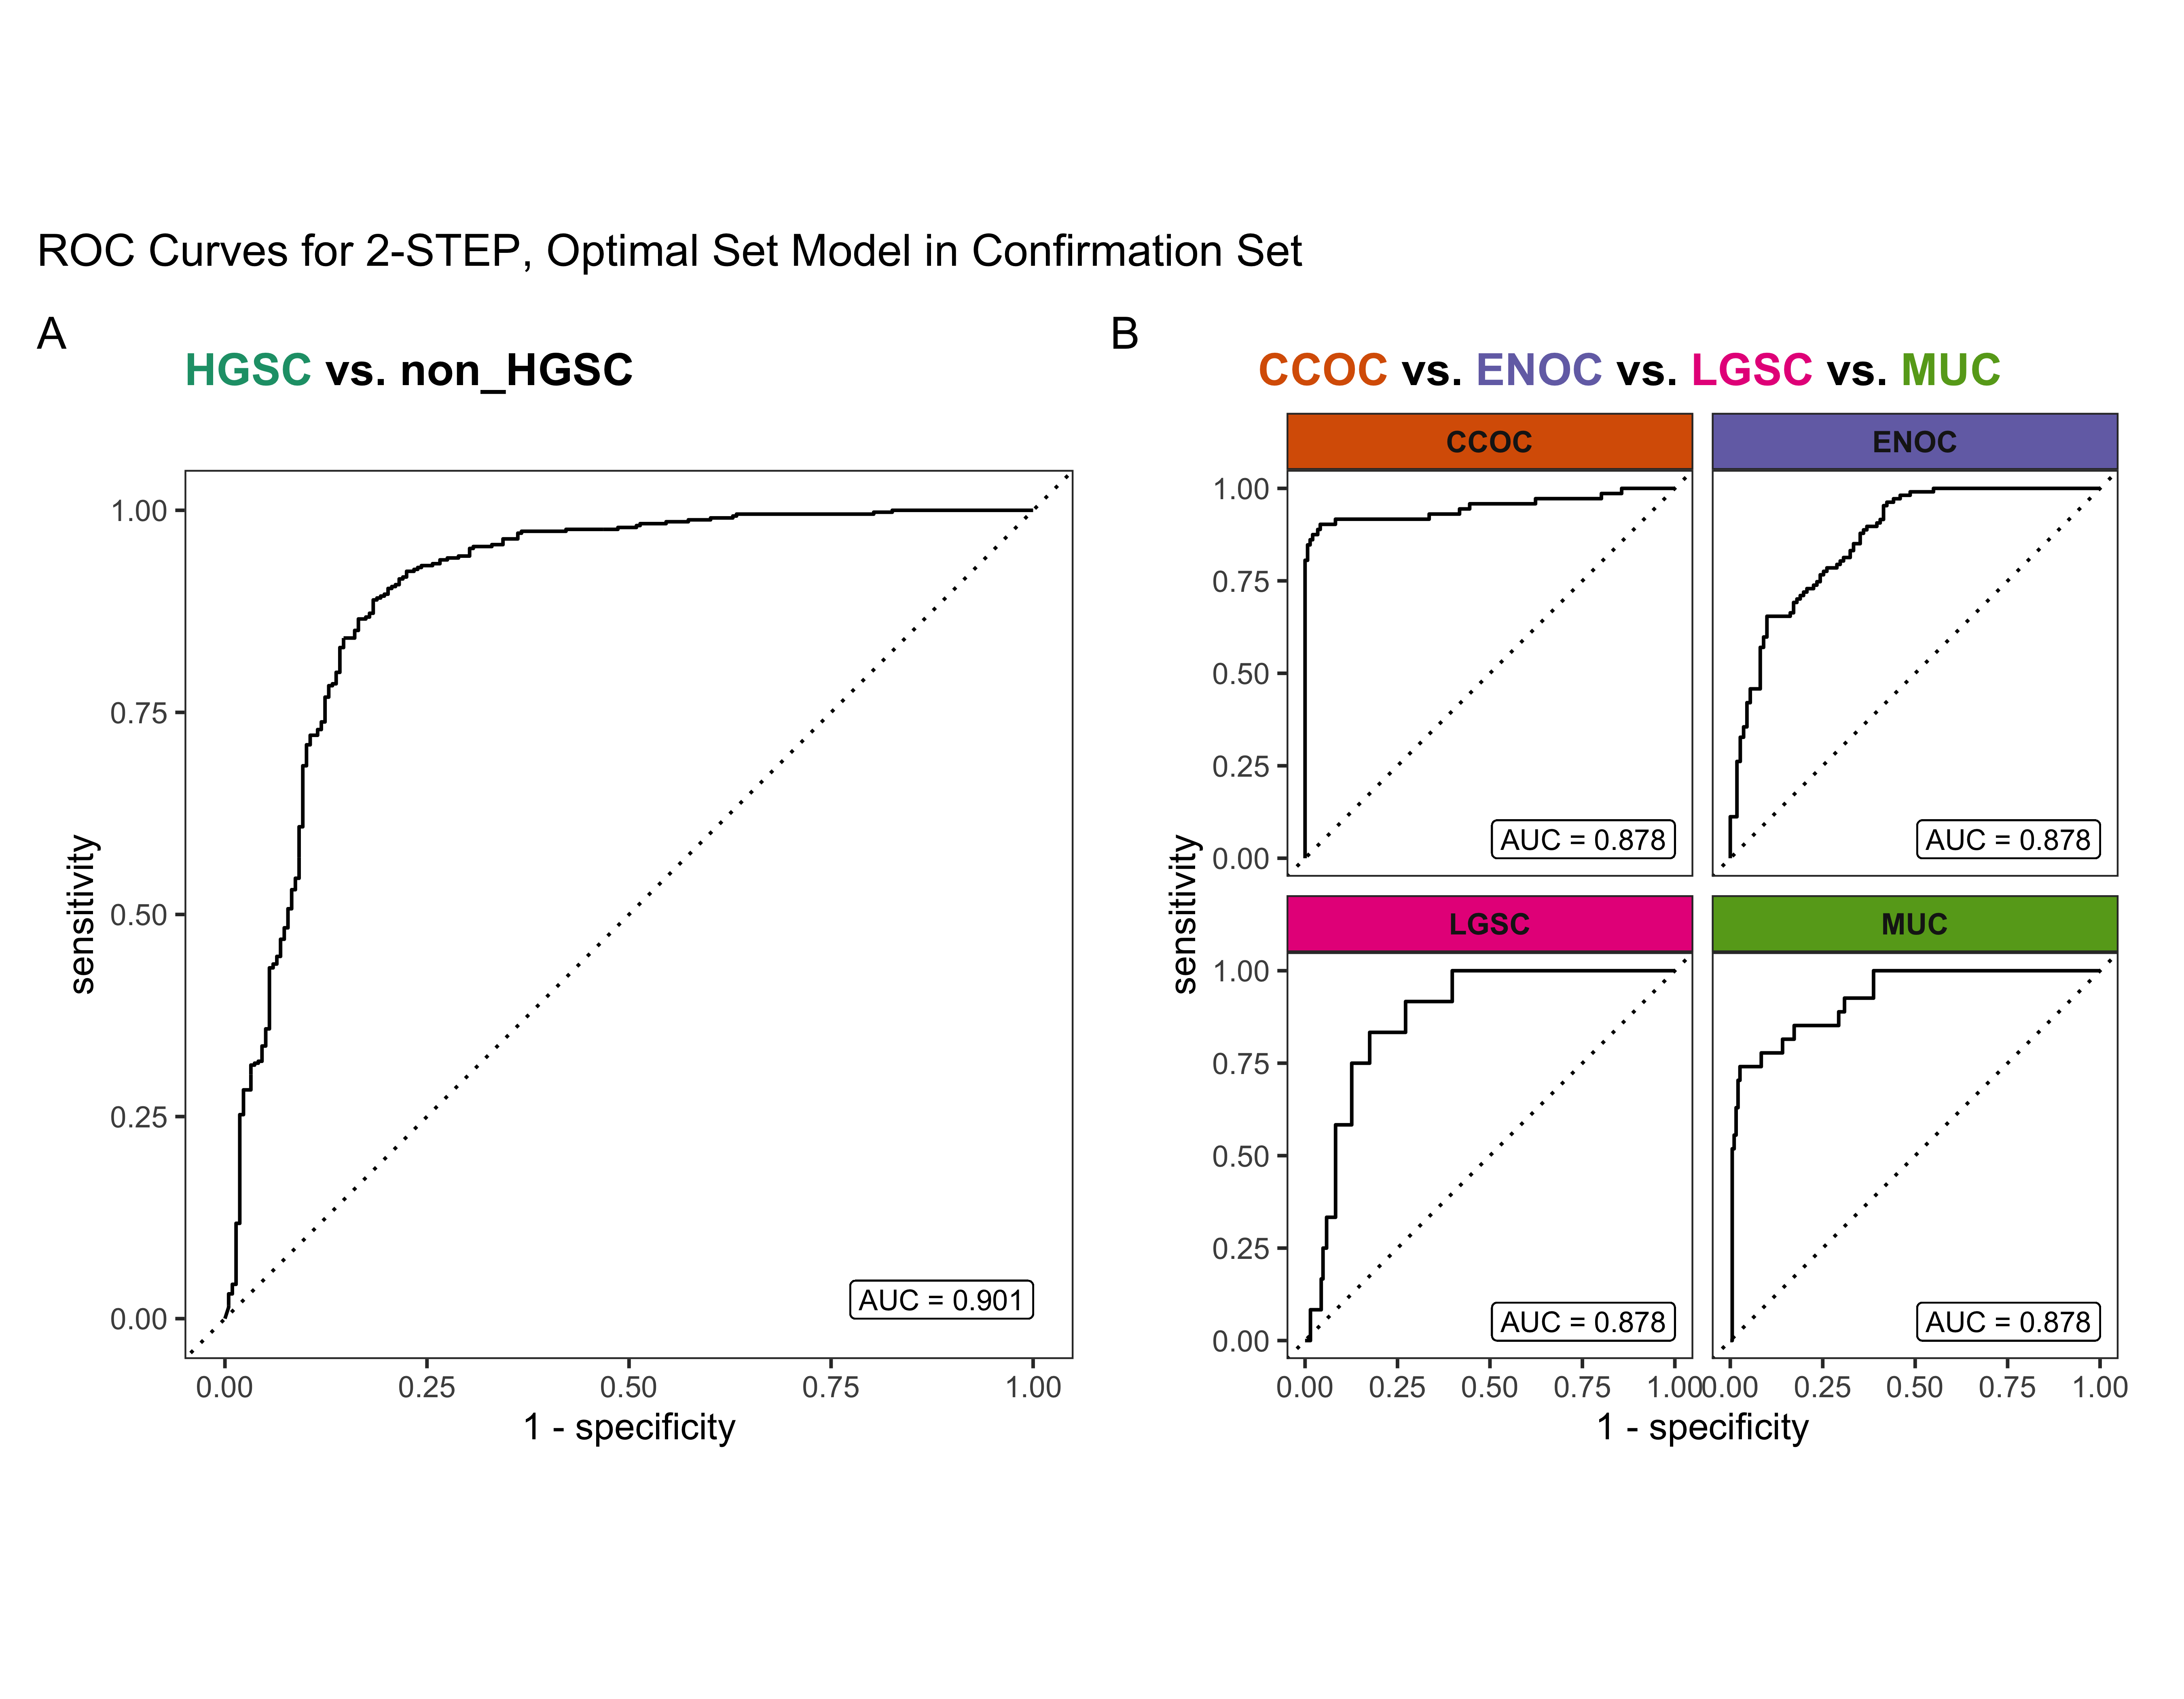 ROC Curves for 2-STEP, Optimal Set Model in Confirmation Set
A
HGSC vs. non_HGSC
1.00
0.75
0.50
0.25
0.00
sensitivity
AUC = 0.901
0.00 0.25 0.50 0.75 1.00
1 - specificity
B
CCOC vs. ENOC vs. LGSC vs. MUC
CCOC
ENOC
1.00
0.75
0.50
0.25
0.00
AUC = 0.878
AUC = 0.878
sensitivity
LGSC
MUC
1.00
0.75
0.50
0.25
0.00
AUC = 0.878
AUC = 0.878
0.00 0.25 0.50 0.75 1.00
0.00 0.25 0.50 0.75 1.00
1 - specificity